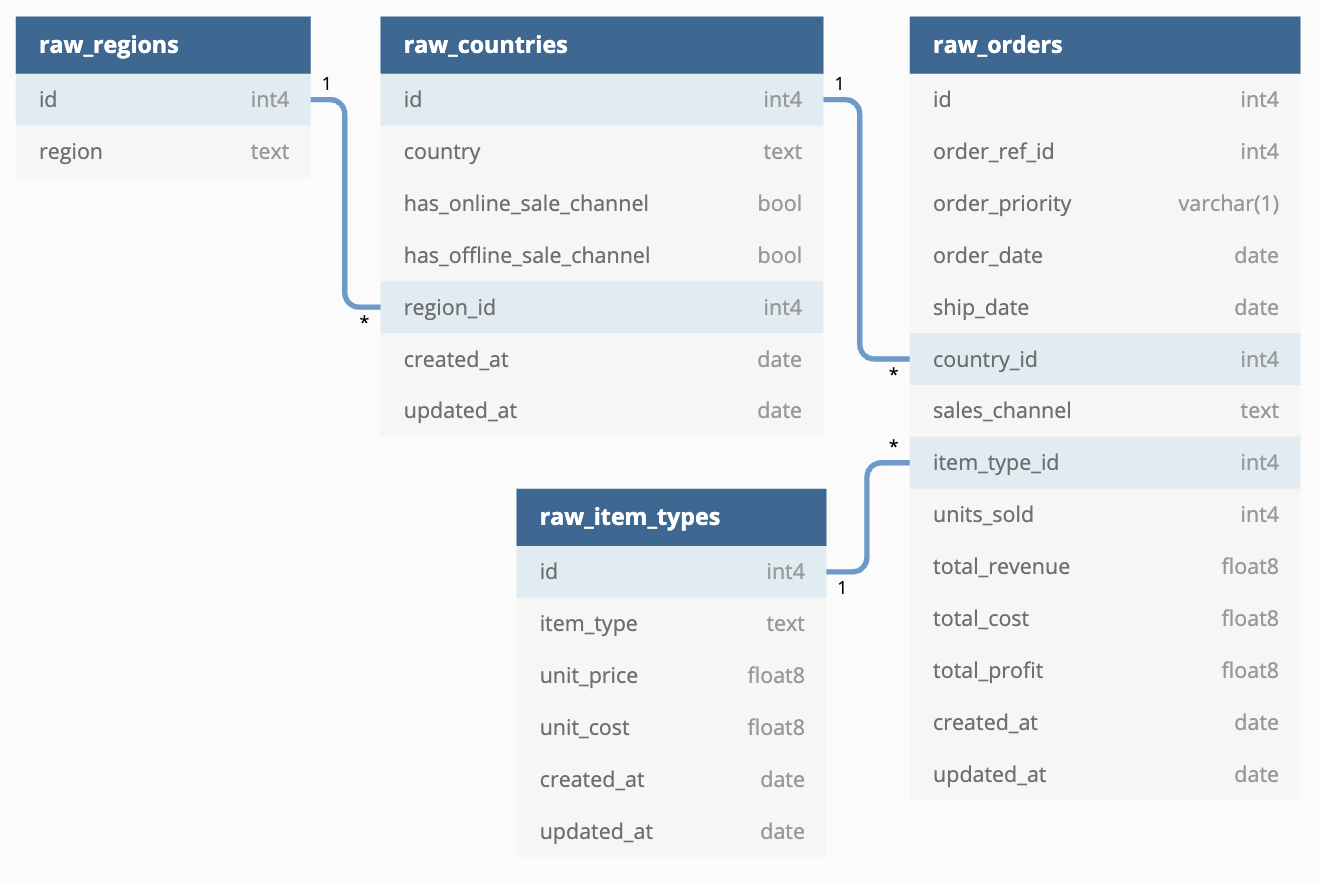 raw_regions
id int4
region text
1
*
raw_countries
id int4
country text
has_online_sale_channel bool
has_offline_sale_channel bool
region_id int4
created_at date
updated_at date
1
*
raw_orders
id int4
order_ref_id int4
order_priority varchar(1)
order_date date
ship_date date
country_id int4
sales_channel text
item_type_id int4
units_sold int4
total_revenue float8
total_cost float8
total_profit float8
created_at date
updated_at date
*
1
raw_item_types
id int4
item_type text
unit_price float8
unit_cost float8
created_at date
updated_at date